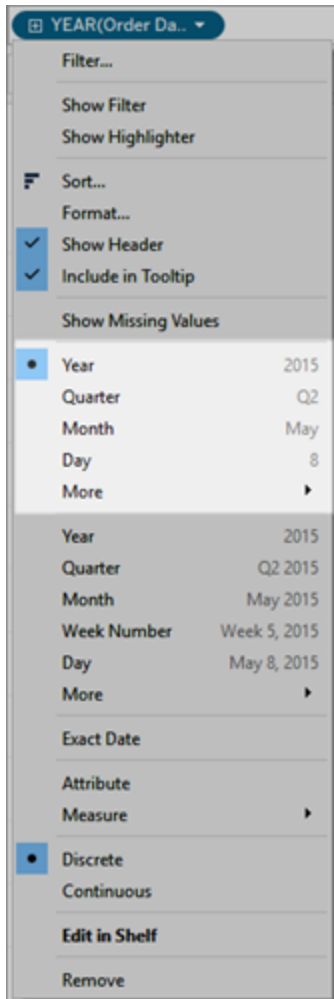 YEAR(Order Da..
Filter...
Show Filter
Show Highlighter
Sort...
Format...
Show Header
Include in Tooltip
Show Missing Values
Year 2015
Quarter Q2
Month May
Day 8
More
Year 2015
Quarter Q2 2015
Month May 2015
Week Number Week 5, 2015
Day May 8, 2015
More
Exact Date
Attribute
Measure
Discrete
Continuous
Edit in Shelf
Remove